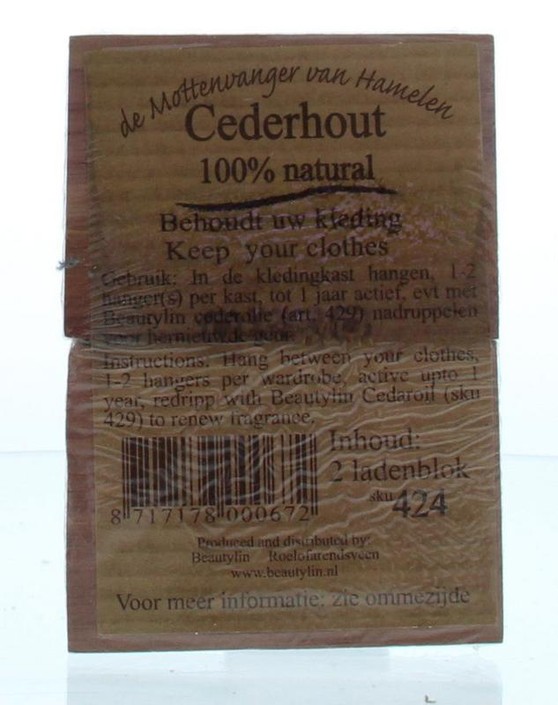 de Mottenvanger van Hamelen
Cederhout
100% natural
Behoudt uw kleding
Keep your clothes
Gebruik: In de kledingkast hangen, 1-2
hanger(s) per kast, tot 1 jaar actief, evt met
Beautylin cederolie (art. 429) nadruppelen
voor hernieuwde geur.
Instructions: Hang between your clothes,
1-2 hangers per wardrobe, active upto 1
year, redripp with Beautylin Cedaroil (sku
429) to renew fragrance.
Inhoud:
2 ladenblok
sku 424
8 717178 000672
Produced and distributed by:
Beautylin Roelofarendsveen
www.beautylin.nl
Voor meer informatie: zie ommezijde